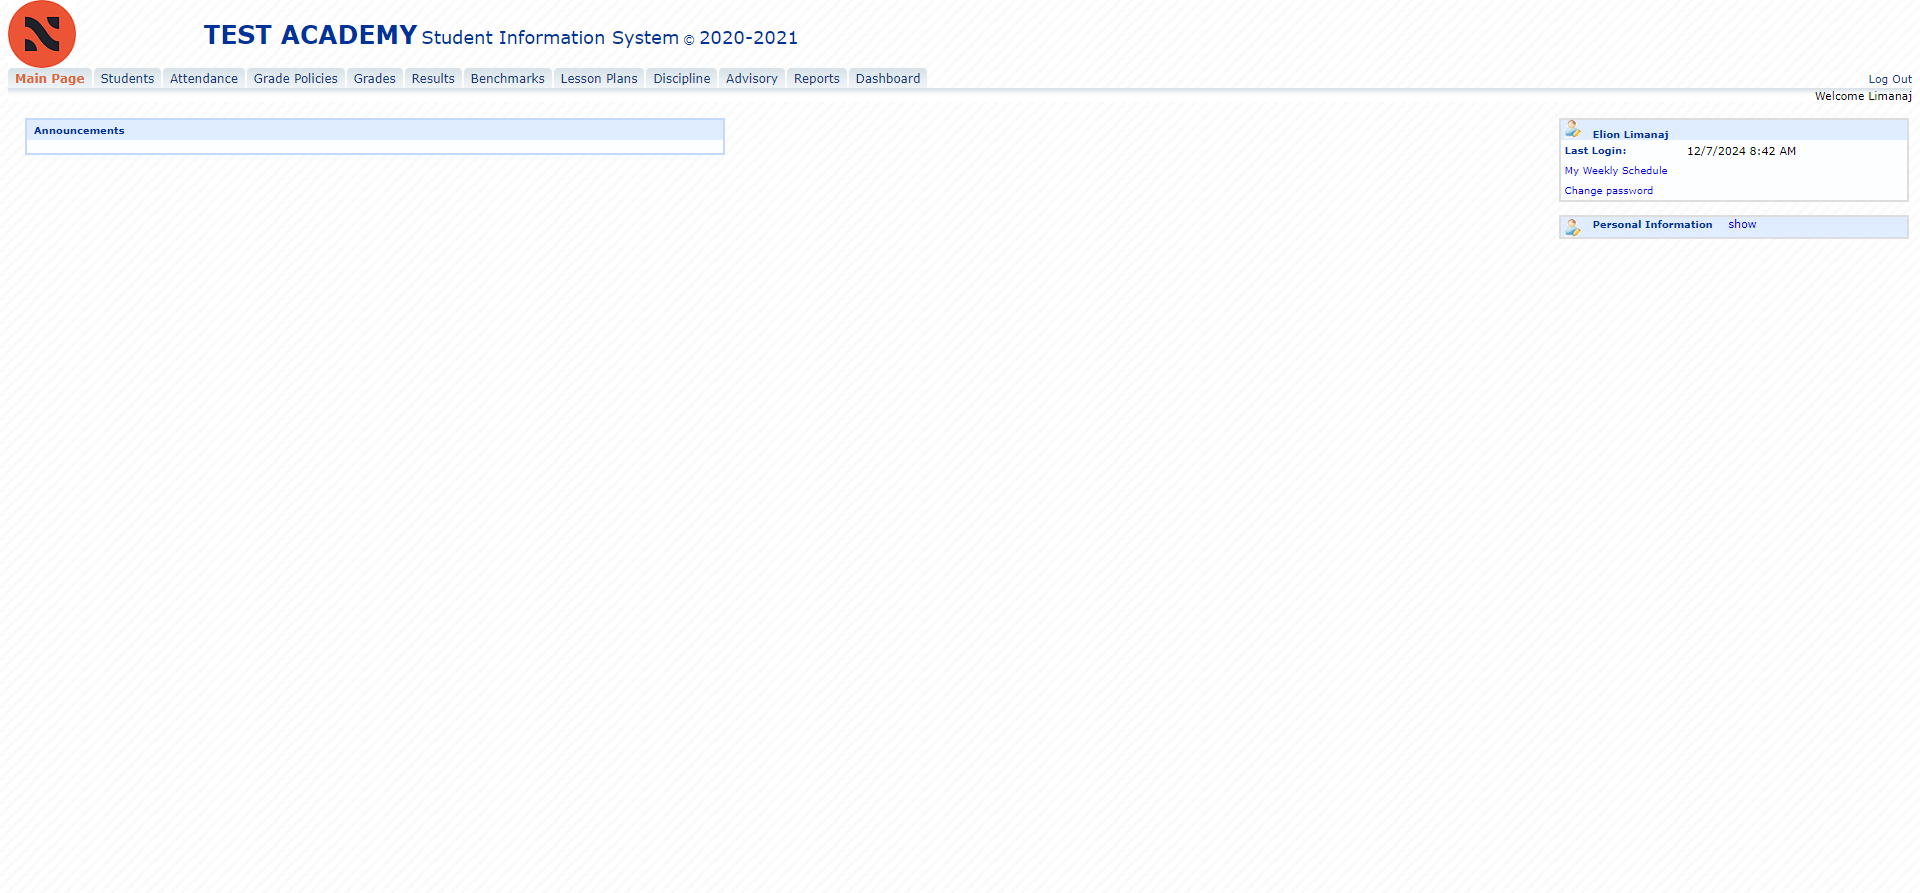 TEST ACADEMY Student Information System © 2020-2021
Main Page Students Attendance Grade Policies Grades Results Benchmarks Lesson Plans Discipline Advisory Reports Dashboard Log Out
Welcome Limanaj
Announcements
Elion Limanaj
Last Login: 12/7/2024 8:42 AM
My Weekly Schedule
Change password
Personal Information show